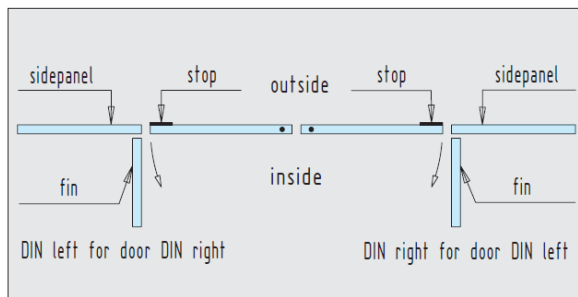 sidepanel stop outside stop sidepanel
fin inside fin
DIN left for door DIN right DIN right for door DIN left